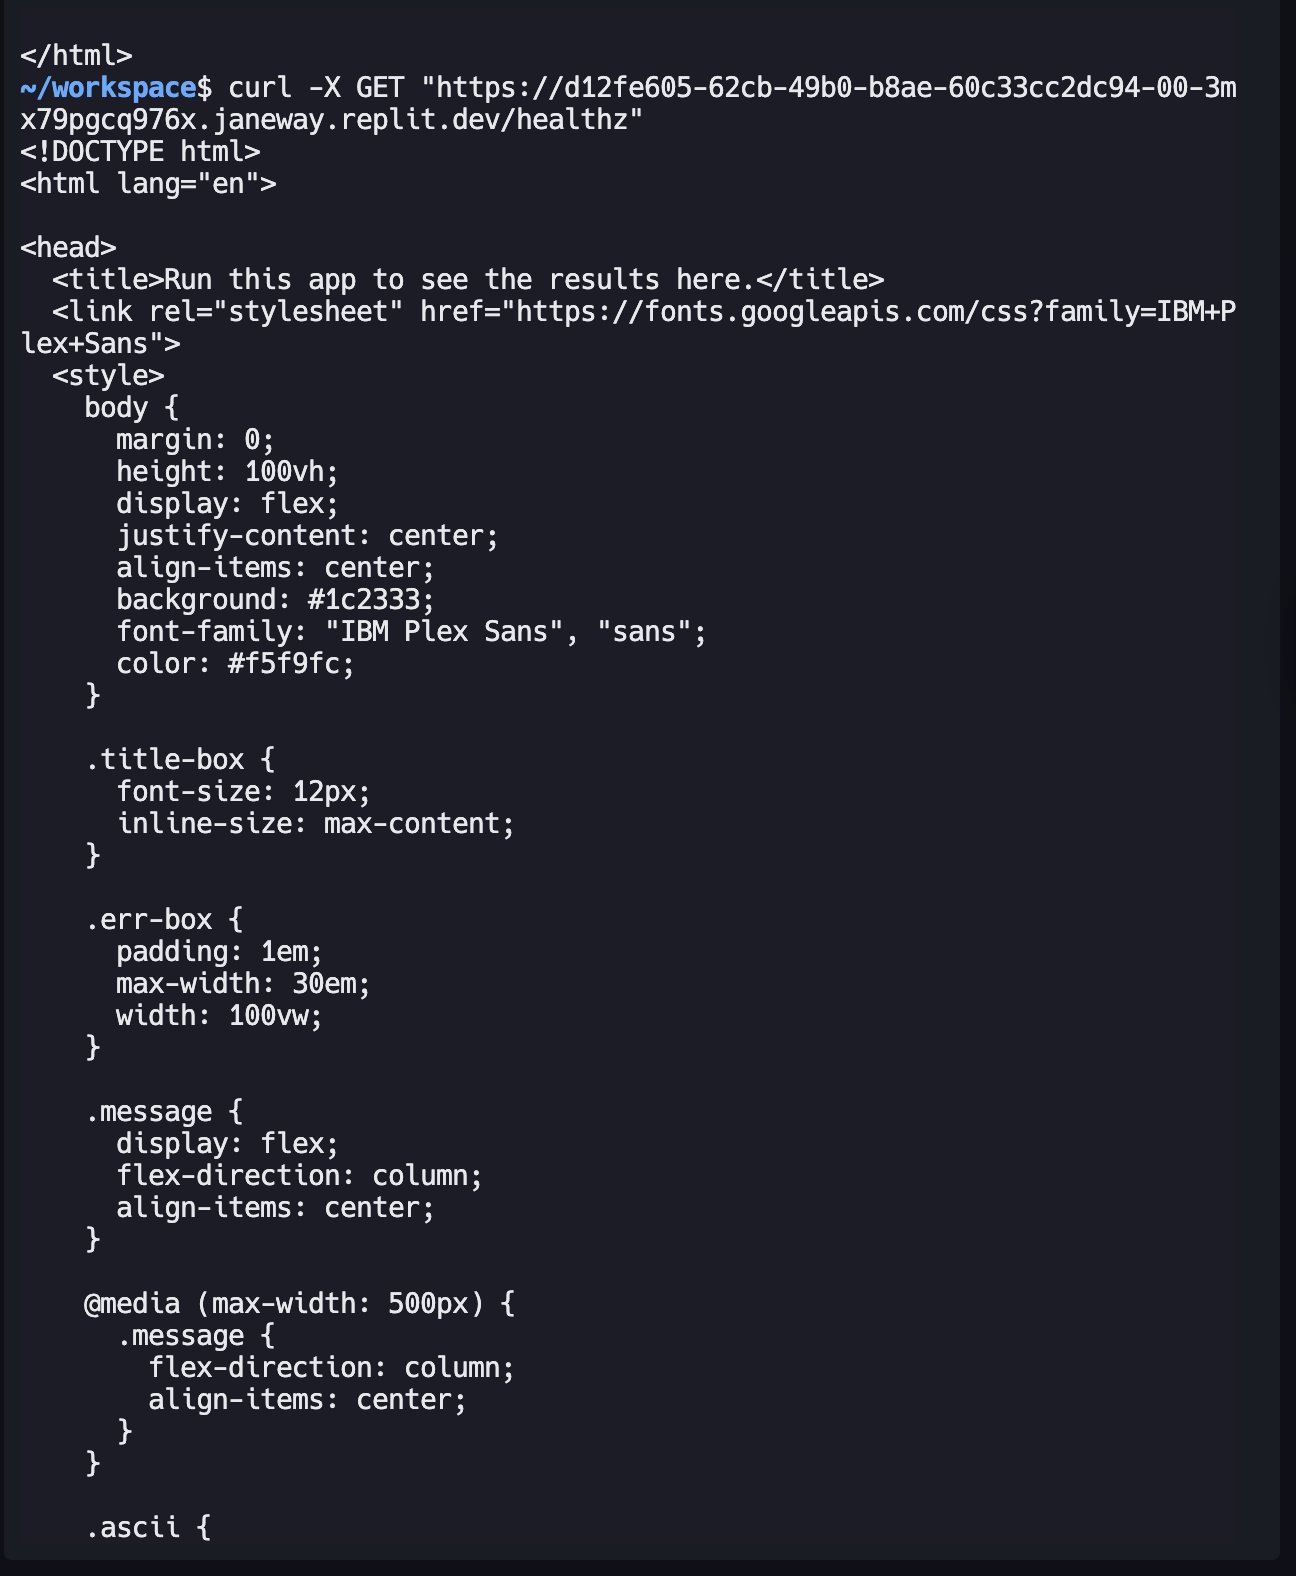 </html>
~/workspace$ curl -X GET "https://d12fe605-62cb-49b0-b8ae-60c33cc2dc94-00-3m
x79pgcq976x.janeway.replit.dev/healthz"
<!DOCTYPE html>
<html lang="en">

<head>
  <title>Run this app to see the results here.</title>
  <link rel="stylesheet" href="https://fonts.googleapis.com/css?family=IBM+P
lex+Sans">
  <style>
    body {
      margin: 0;
      height: 100vh;
      display: flex;
      justify-content: center;
      align-items: center;
      background: #1c2333;
      font-family: "IBM Plex Sans", "sans";
      color: #f5f9fc;
    }

    .title-box {
      font-size: 12px;
      inline-size: max-content;
    }

    .err-box {
      padding: 1em;
      max-width: 30em;
      width: 100vw;
    }

    .message {
      display: flex;
      flex-direction: column;
      align-items: center;
    }

    @media (max-width: 500px) {
      .message {
        flex-direction: column;
        align-items: center;
      }
    }

    .ascii {